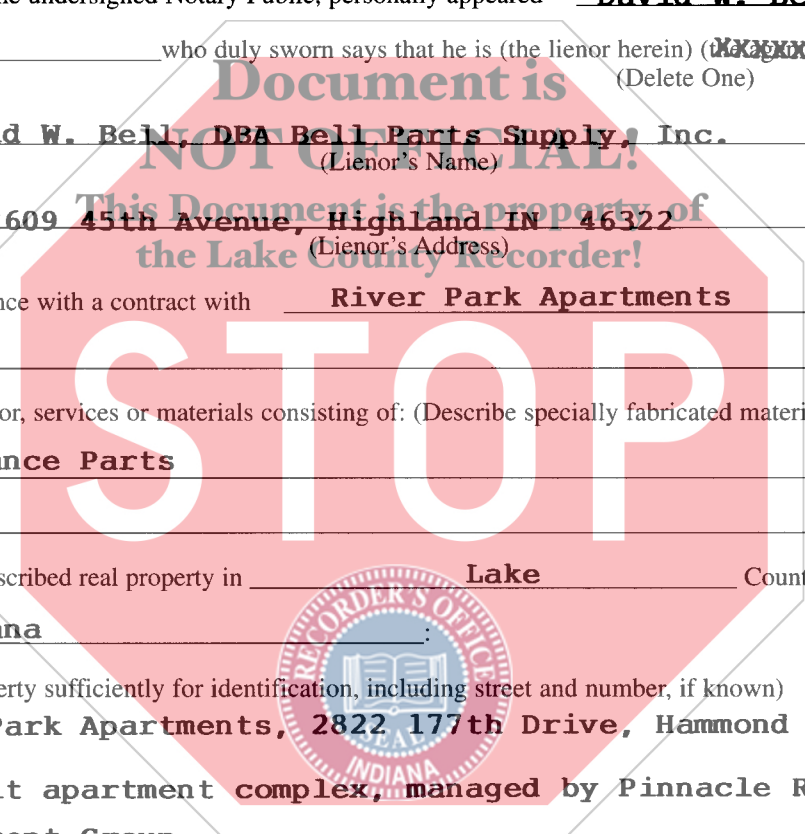 undersigned Notary Public, personally appeared David W.
who duly sworn says that he is (the lienor herein) (the
Document is
(Delete One)
d W. Bell, DBA Bell Parts Supply, Inc.
NOT OFFICIAL!
(Lienor's Name)
This Document is the property of
609 45th Avenue, Highland IN 46322
the Lake County Recorder!
(Lienor's Address)
nce with a contract with River Park Apartments
STOP
or, services or materials consisting of: (Describe specially fabricated materi
ance Parts
scribed real property in Lake Count
ana :
RECORDER'S OFFICE
erty sufficiently for identification, including street and number, if known)
Park Apartments, 2822 177th Drive, Hammond
SEAL
INDIANA
it apartment complex, managed by Pinnacle R
ent Group